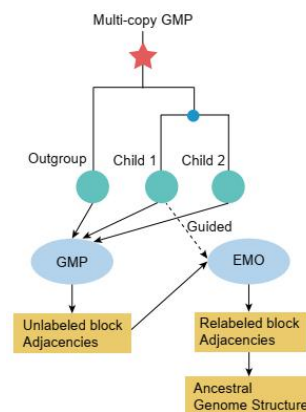 Multi-copy GMP
Outgroup
Child 1
Child 2
Guided
GMP
EMO
Unlabeled block
Adjacencies
Relabeled block
Adjacencies
Ancestral
Genome Structure